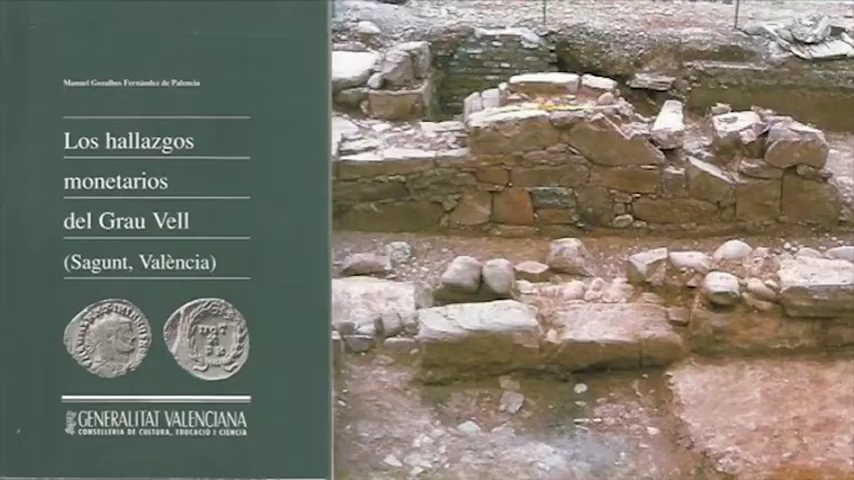 Manuel Gozalbes Fernández de Palencia
Los hallazgos
monetarios
del Grau Vell
(Sagunt, València)
GENERALITAT VALENCIANA
CONSELLERIA DE CULTURA, EDUCACIÓ I CIÈNCIA